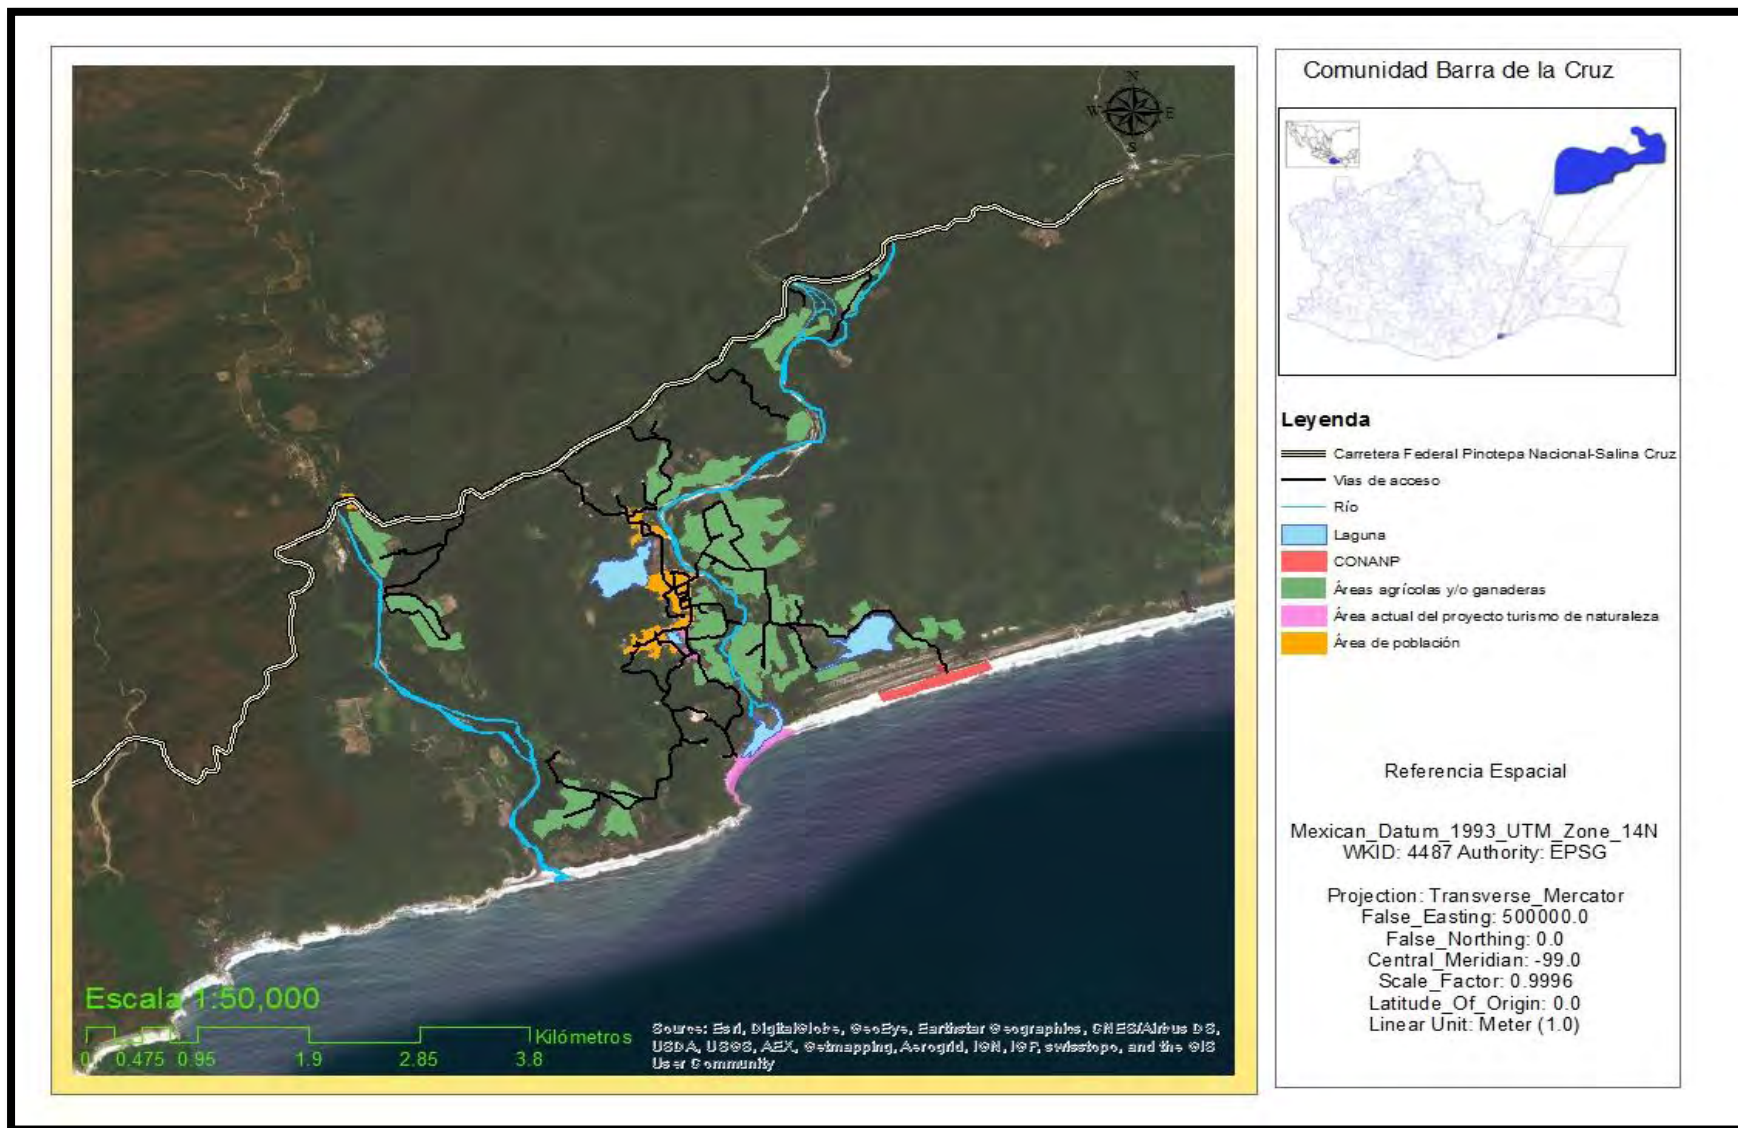 N
W
E
S
Escala 1:50,000
Kilómetros
0 0.475 0.95 1.9 2.85 3.8
Source: Esri, DigitalGlobe, GeoEye, Earthstar Geographics, CNES/Airbus DS,
USDA, USGS, AEX, Getmapping, Aerogrid, IGN, IGP, swisstopo, and the GIS
User Community
Comunidad Barra de la Cruz
Leyenda
Carretera Federal Pinotepa Nacional-Salina Cruz
Vias de acceso
Río
Laguna
CONANP
Áreas agrícolas y/o ganaderas
Área actual del proyecto turismo de naturaleza
Área de población
Referencia Espacial
Mexican_Datum_1993_UTM_Zone_14N
WKID: 4487 Authority: EPSG
Projection: Transverse_Mercator
False_Easting: 500000.0
False_Northing: 0.0
Central_Meridian: -99.0
Scale_Factor: 0.9996
Latitude_Of_Origin: 0.0
Linear Unit: Meter (1.0)